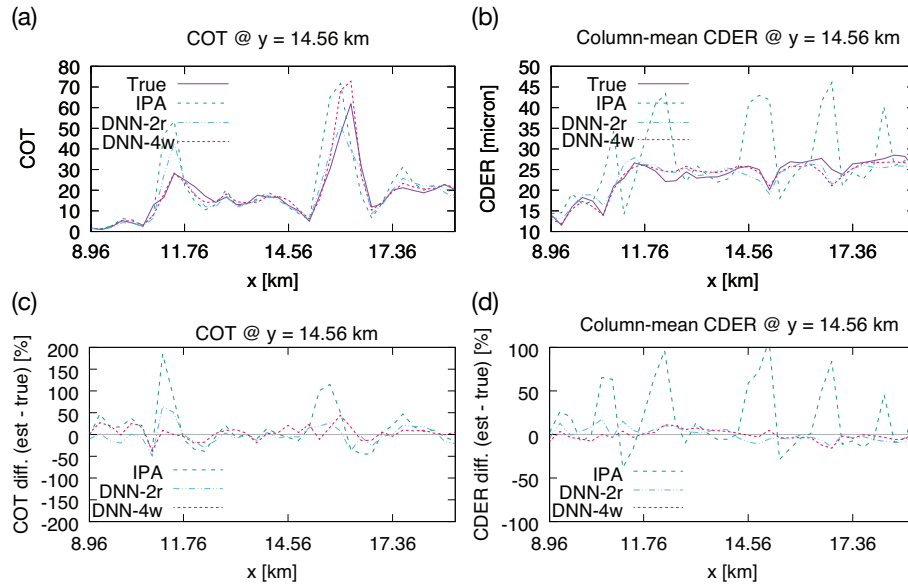 (a)
COT @ y = 14.56 km
80
70
60
50
40
30
20
10
0
COT
True
IPA
DNN-2r
DNN-4w
8.96
11.76
14.56
17.36
x [km]
(b)
Column-mean CDER @ y = 14.56 km
50
45
40
35
30
25
20
15
10
CDER [micron]
True
IPA
DNN-2r
DNN-4w
8.96
11.76
14.56
17.36
x [km]
(c)
COT @ y = 14.56 km
200
150
100
50
0
-50
-100
-150
-200
COT diff. (est - true) [%]
IPA
DNN-2r
DNN-4w
8.96
11.76
14.56
17.36
x [km]
(d)
Column-mean CDER @ y = 14.56 km
100
50
0
-50
-100
CDER diff. (est - true) [%]
IPA
DNN-2r
DNN-4w
8.96
11.76
14.56
17.36
x [km]